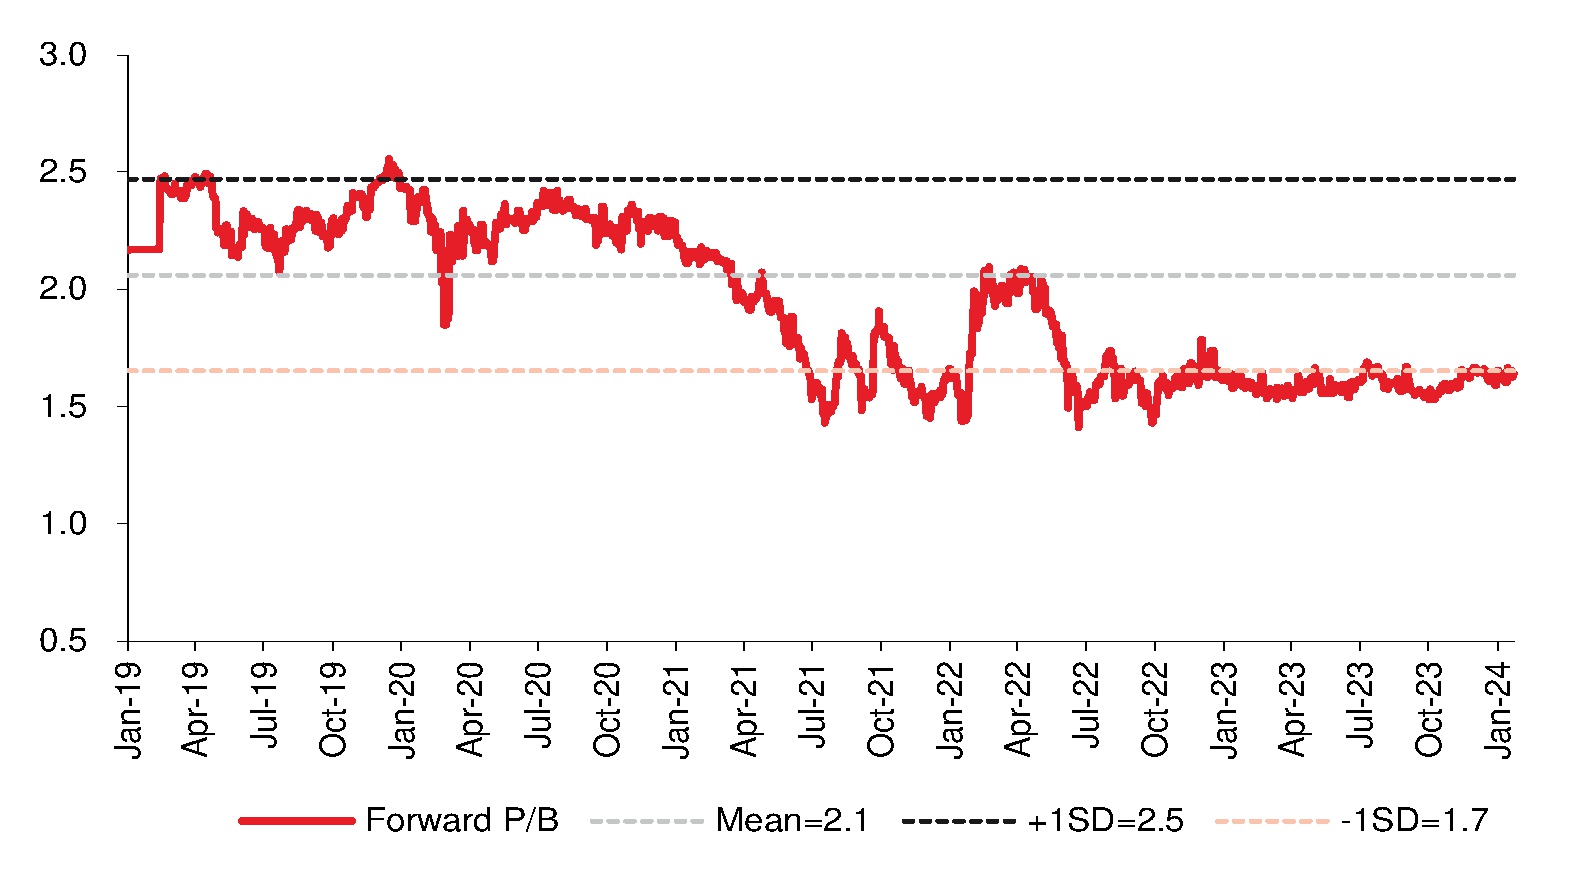 3.0
2.5
2.0
1.5
1.0
0.5
Jan-19
Apr-19
Jul-19
Oct-19
Jan-20
Apr-20
Jul-20
Oct-20
Jan-21
Apr-21
Jul-21
Oct-21
Jan-22
Apr-22
Jul-22
Oct-22
Jan-23
Apr-23
Jul-23
Oct-23
Jan-24
Forward P/B Mean=2.1 +1SD=2.5 -1SD=1.7